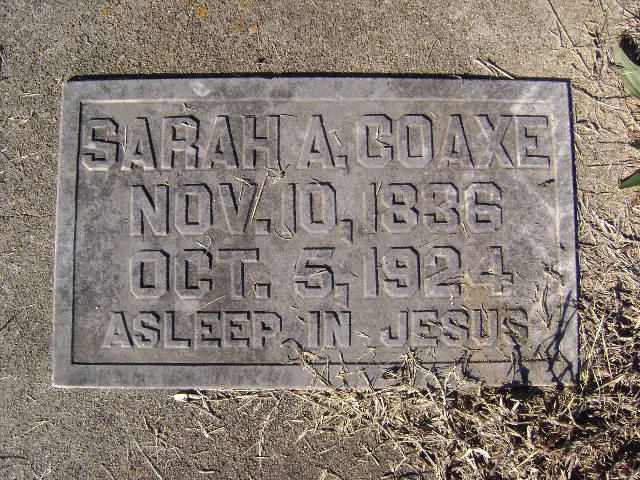 SARAH A. COAXE
NOV. 10, 1836
OCT. 5, 1924
ASLEEP IN JESUS